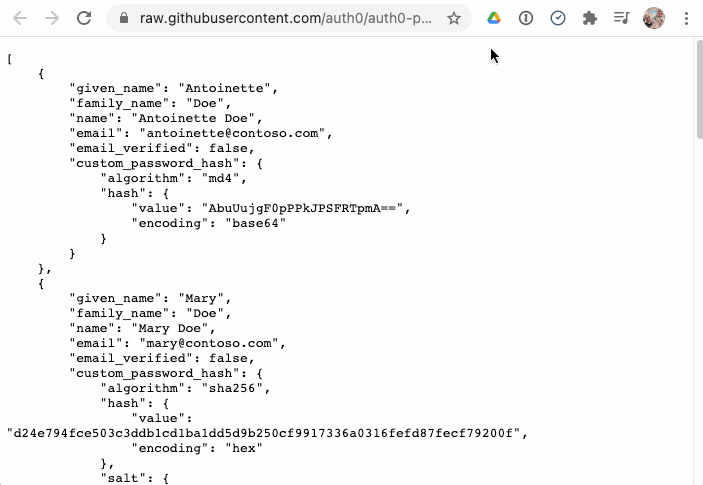 raw.githubusercontent.com/auth0/auth0-p...
[
    {
        "given_name": "Antoinette",
        "family_name": "Doe",
        "name": "Antoinette Doe",
        "email": "antoinette@contoso.com",
        "email_verified": false,
        "custom_password_hash": {
            "algorithm": "md4",
            "hash": {
                "value": "AbuUujgF0pPPkJPSFRTpmA==",
                "encoding": "base64"
            }
        }
    },
    {
        "given_name": "Mary",
        "family_name": "Doe",
        "name": "Mary Doe",
        "email": "mary@contoso.com",
        "email_verified": false,
        "custom_password_hash": {
            "algorithm": "sha256",
            "hash": {
                "value":
"d24e794fce503c3ddb1cd1ba1dd5d9b250cf9917336a0316fefd87fecf79200f",
                "encoding": "hex"
            },
            "salt": {